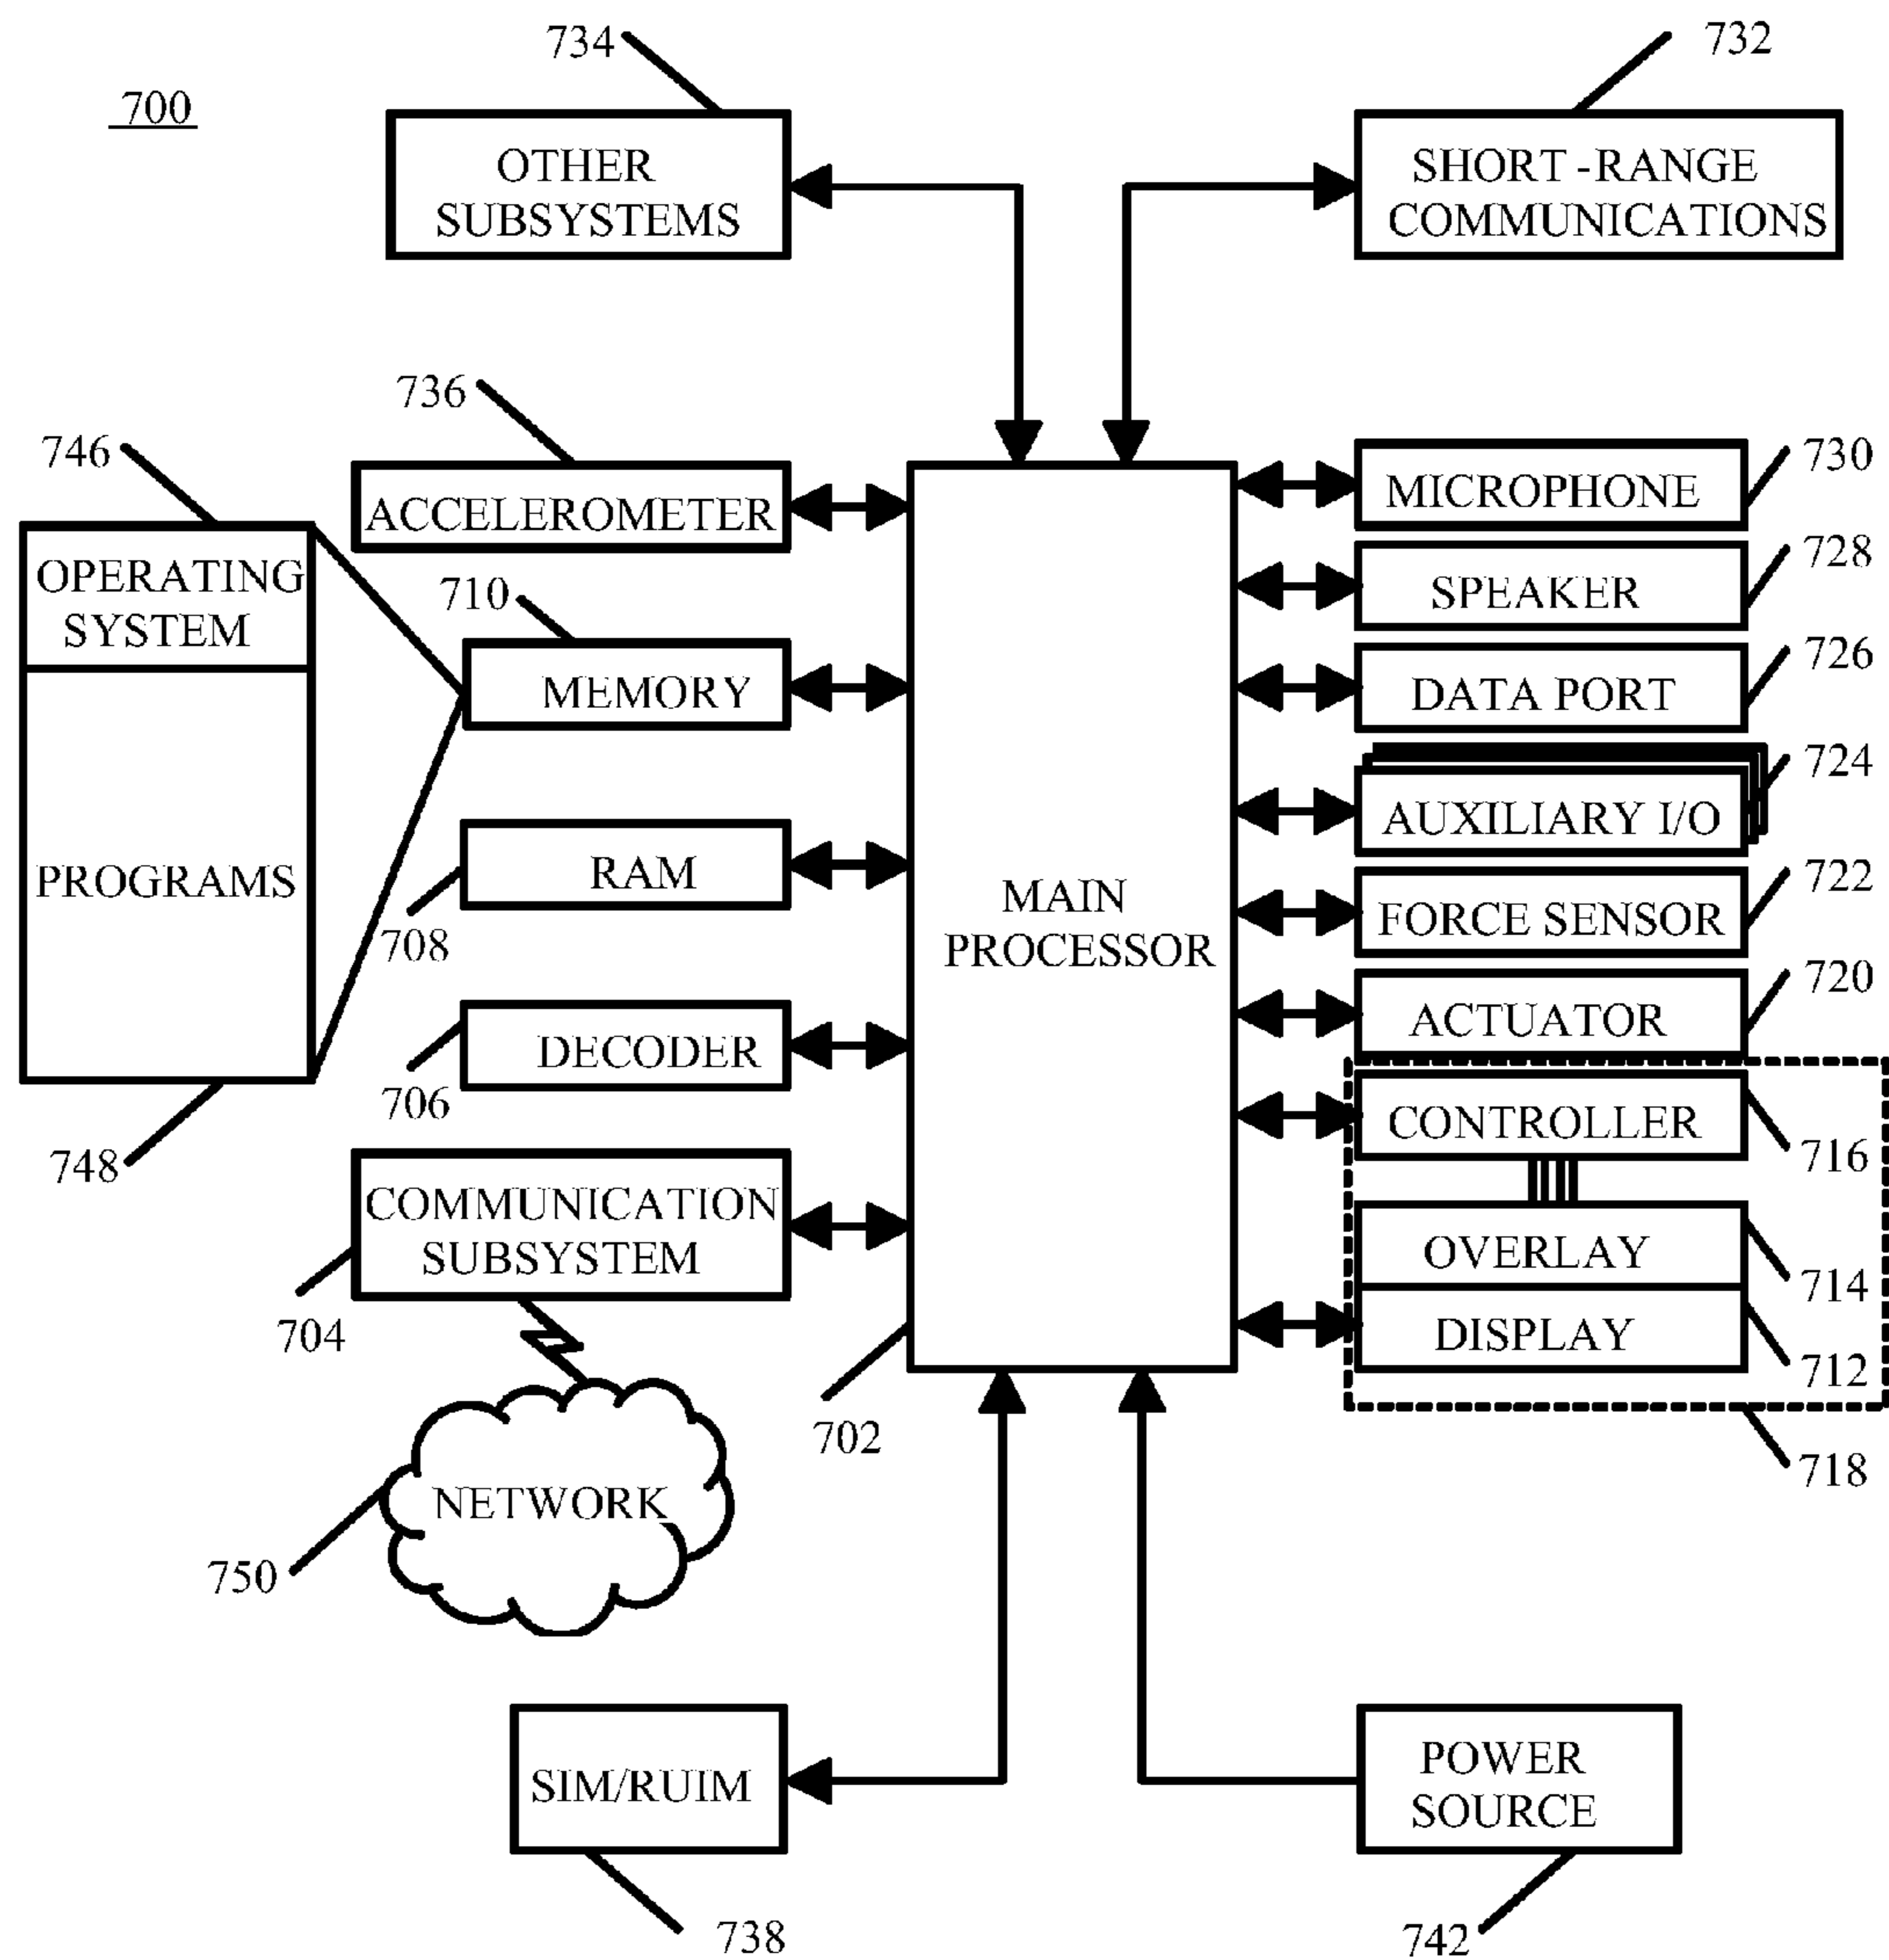 734
732
700
OTHER
SUBSYSTEMS
SHORT -RANGE
COMMUNICATIONS
736
746
ACCELEROMETER
MICROPHONE
730
OPERATING
SYSTEM
710
SPEAKER
728
MEMORY
DATA PORT
726
AUXILIARY I/O
724
PROGRAMS
RAM
708
MAIN
PROCESSOR
FORCE SENSOR
722
DECODER
706
ACTUATOR
720
748
CONTROLLER
716
COMMUNICATION
SUBSYSTEM
704
OVERLAY
714
DISPLAY
712
702
718
NETWORK
750
SIM/RUIM
POWER
SOURCE
738
742